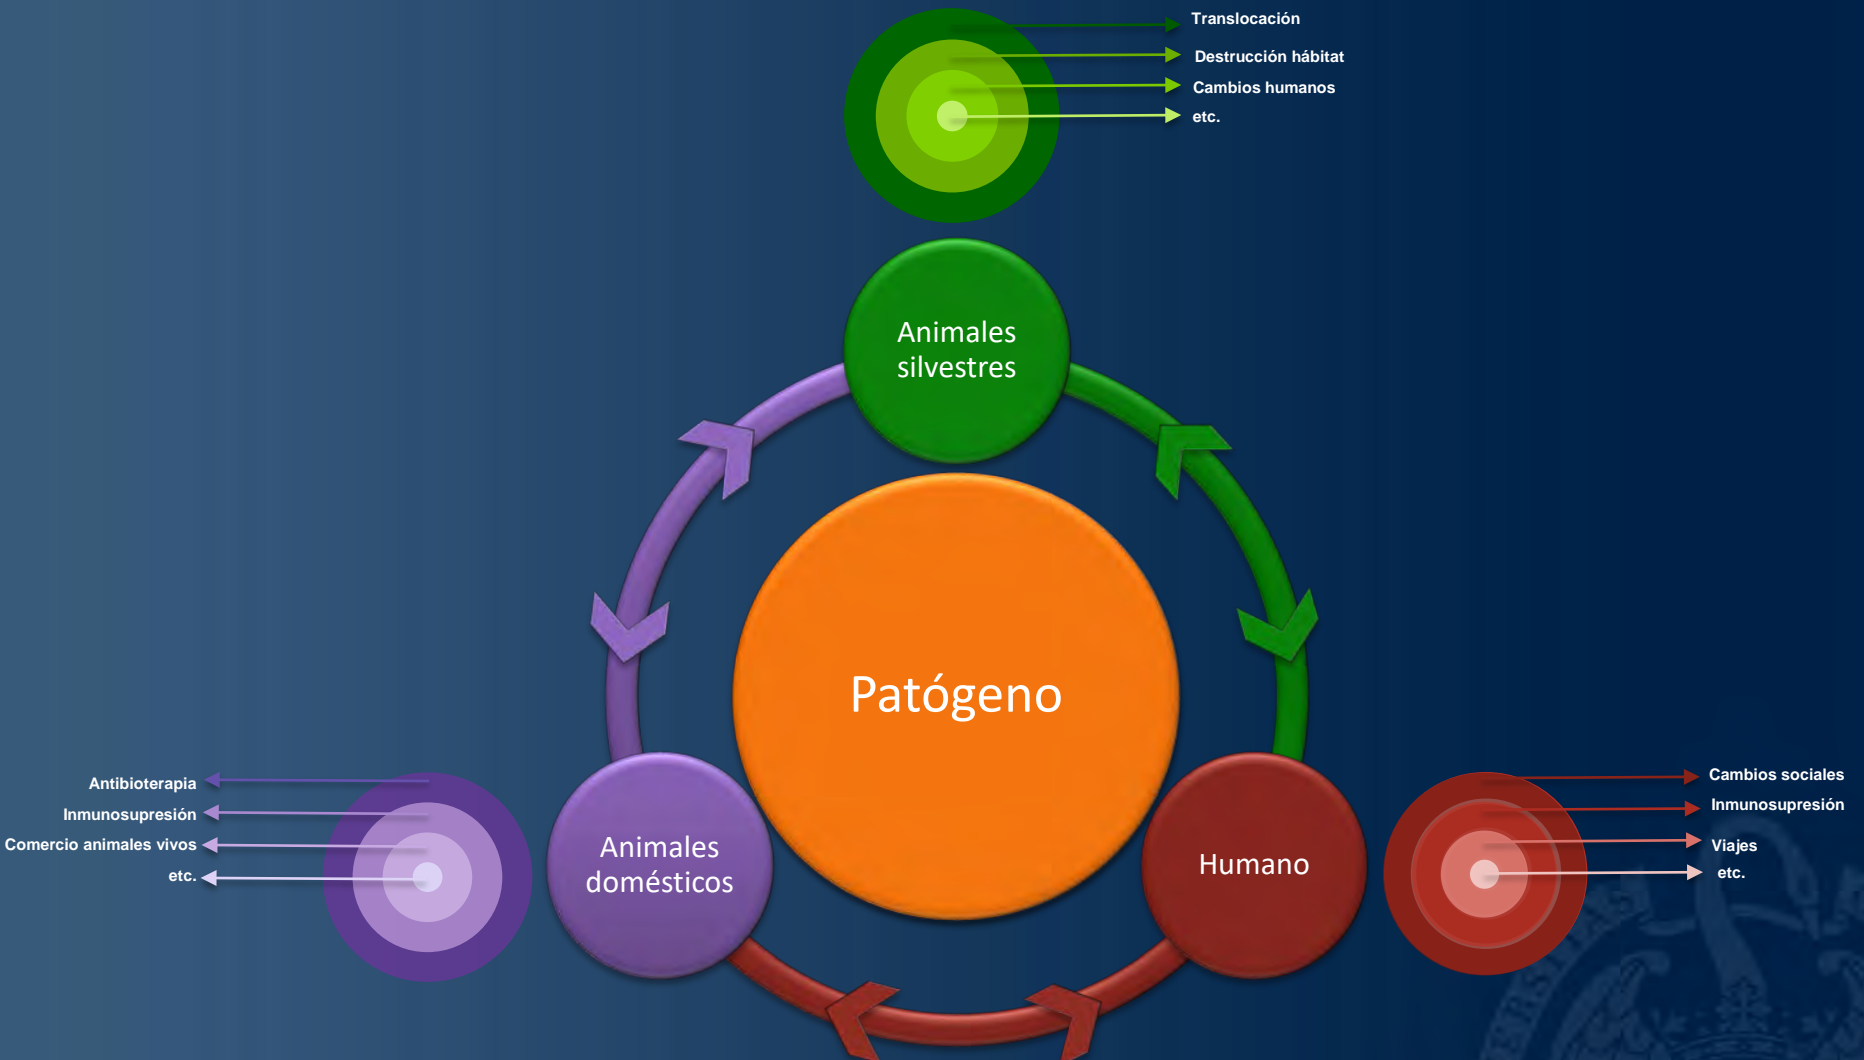 Translocación
Destrucción hábitat
Cambios humanos
etc.
Animales
silvestres
Patógeno
Antibioterapia
Inmunosupresión
Comercio animales vivos
etc.
Animales
domésticos
Humano
Cambios sociales
Inmunosupresión
Viajes
etc.